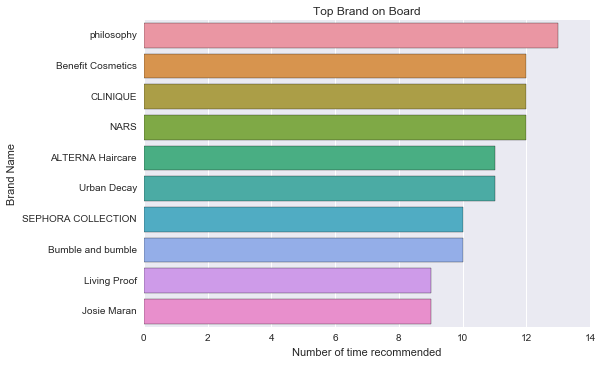 Top Brand on Board
Brand Name
philosophy
Benefit Cosmetics
CLINIQUE
NARS
ALTERNA Haircare
Urban Decay
SEPHORA COLLECTION
Bumble and bumble
Living Proof
Josie Maran
0 2 4 6 8 10 12 14
Number of time recommended